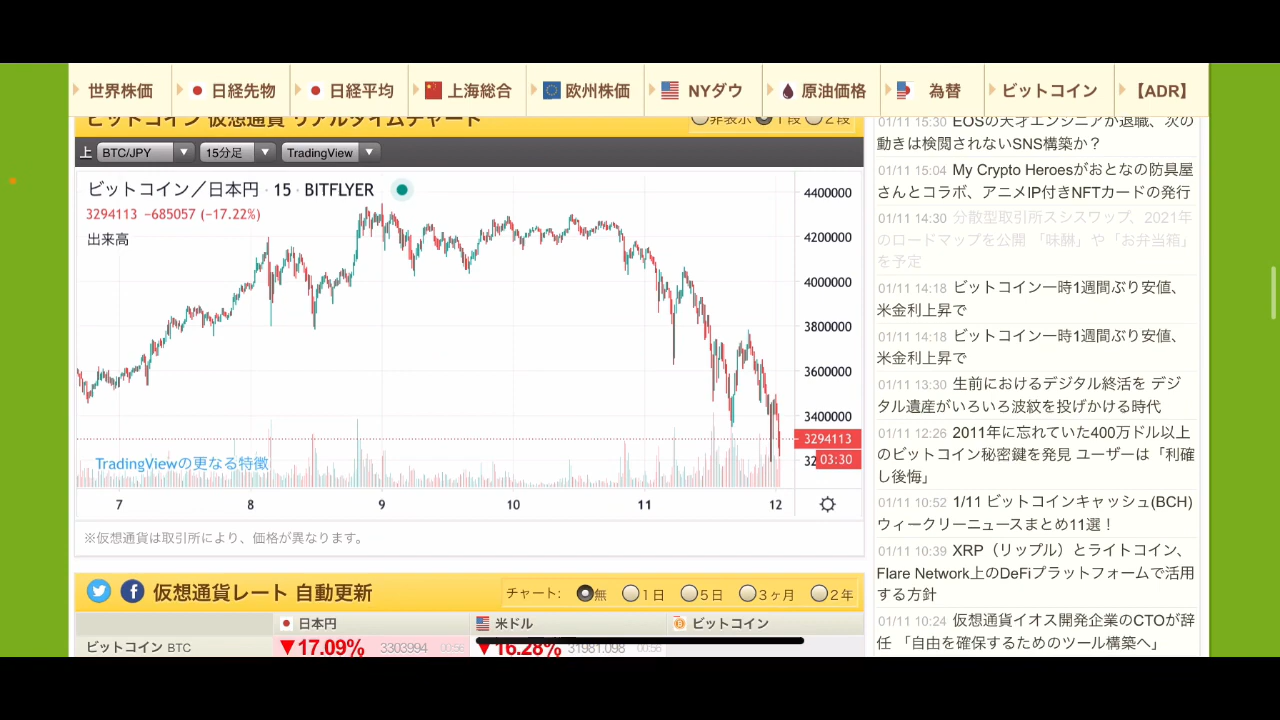 世界株価 日経先物 日経平均 上海総合 欧州株価 NYダウ 原油価格 為替 ビットコイン 【ADR】
ビットコイン 仮想通貨 リアルタイムチャート
非表示 1段 2段
上 BTC/JPY 15分足 TradingView
ビットコイン／日本円 · 15 · BITFLYER
3294113 −685057 (−17.22%)
出来高
4400000
4200000
4000000
3800000
3600000
3400000
3294113
03:30
TradingViewの更なる特徴
7 8 9 10 11 12
※仮想通貨は取引所により、価格が異なります。
仮想通貨レート 自動更新
チャート: 無 1日 5日 3ヶ月 2年
日本円 米ドル ビットコイン
ビットコイン BTC ▼17.09% 3303994 00:56 ▼16.28% 31981.098 00:56
01/11 15:30 EOSの天才エンジニアが退職、次の
動きは検閲されないSNS構築か？
01/11 15:04 My Crypto Heroesがおとなの防具屋
さんとコラボ、アニメIP付きNFTカードの発行
01/11 14:30 分散型取引所スシスワップ、2021年
のロードマップを公開 「味醂」や「お弁当箱」
を予定
01/11 14:18 ビットコイン一時1週間ぶり安値、
米金利上昇で
01/11 14:18 ビットコイン一時1週間ぶり安値、
米金利上昇で
01/11 13:30 生前におけるデジタル終活を デジ
タル遺産がいろいろ波紋を投げかける時代
01/11 12:26 2011年に忘れていた400万ドル以上
のビットコイン秘密鍵を発見 ユーザーは「利確
し後悔」
01/11 10:52 1/11 ビットコインキャッシュ(BCH)
ウィークリーニュースまとめ11選！
01/11 10:39 XRP（リップル）とライトコイン、
Flare Network上のDeFiプラットフォームで活用
する方針
01/11 10:24 仮想通貨イオス開発企業のCTOが辞
任 「自由を確保するためのツール構築へ」